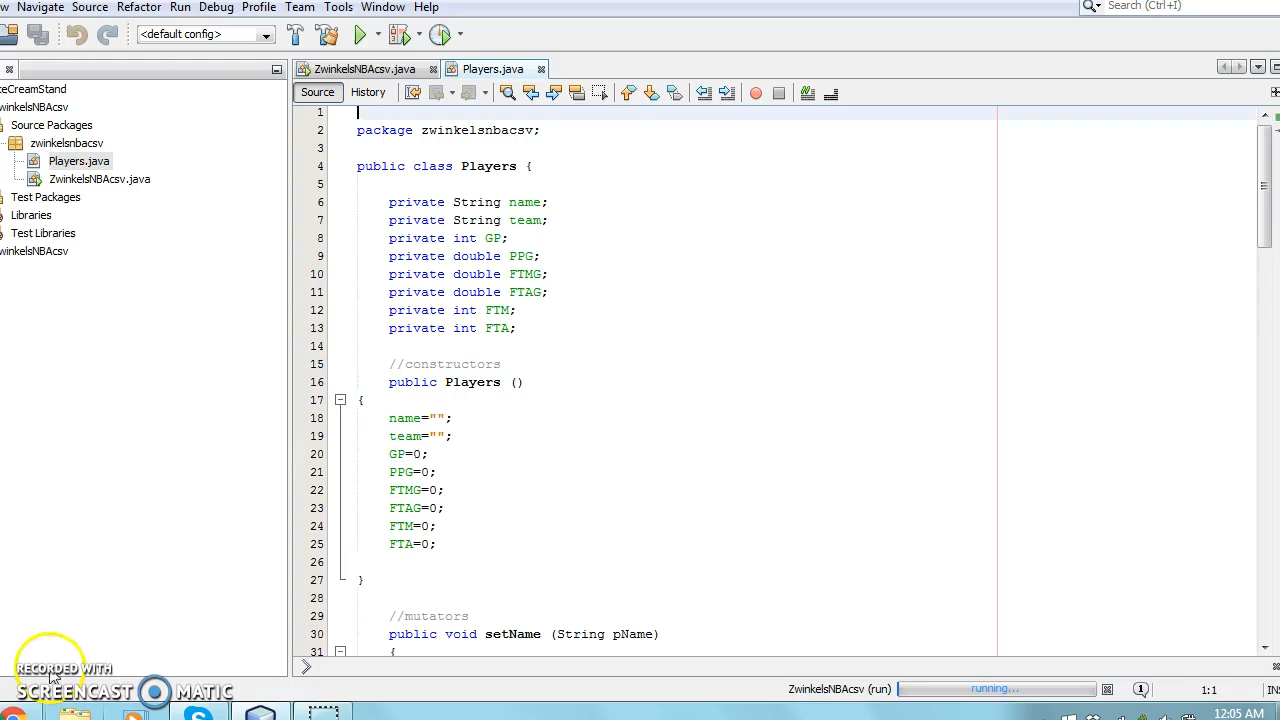 w Navigate Source Refactor Run Debug Profile Team Tools Window Help
Search (Ctrl+I)
<default config>
ZwinkelsNBAcsv.java
Players.java
Source History
ceCreamStand
winkelsNBAcsv
Source Packages
zwinkelsnbacsv
Players.java
ZwinkelsNBAcsv.java
Test Packages
Libraries
Test Libraries
winkelsNBAcsv
1
2 package zwinkelsnbacsv;
3
4 public class Players {
5
6 private String name;
7 private String team;
8 private int GP;
9 private double PPG;
10 private double FTMG;
11 private double FTAG;
12 private int FTM;
13 private int FTA;
14
15 //constructors
16 public Players ()
17 {
18 name="";
19 team="";
20 GP=0;
21 PPG=0;
22 FTMG=0;
23 FTAG=0;
24 FTM=0;
25 FTA=0;
26
27 }
28
29 //mutators
30 public void setName (String pName)
31 {
RECORDED WITH
SCREENCAST MATIC
ZwinkelsNBAcsv (run) running... 1 1:1 IN
12:05 AM